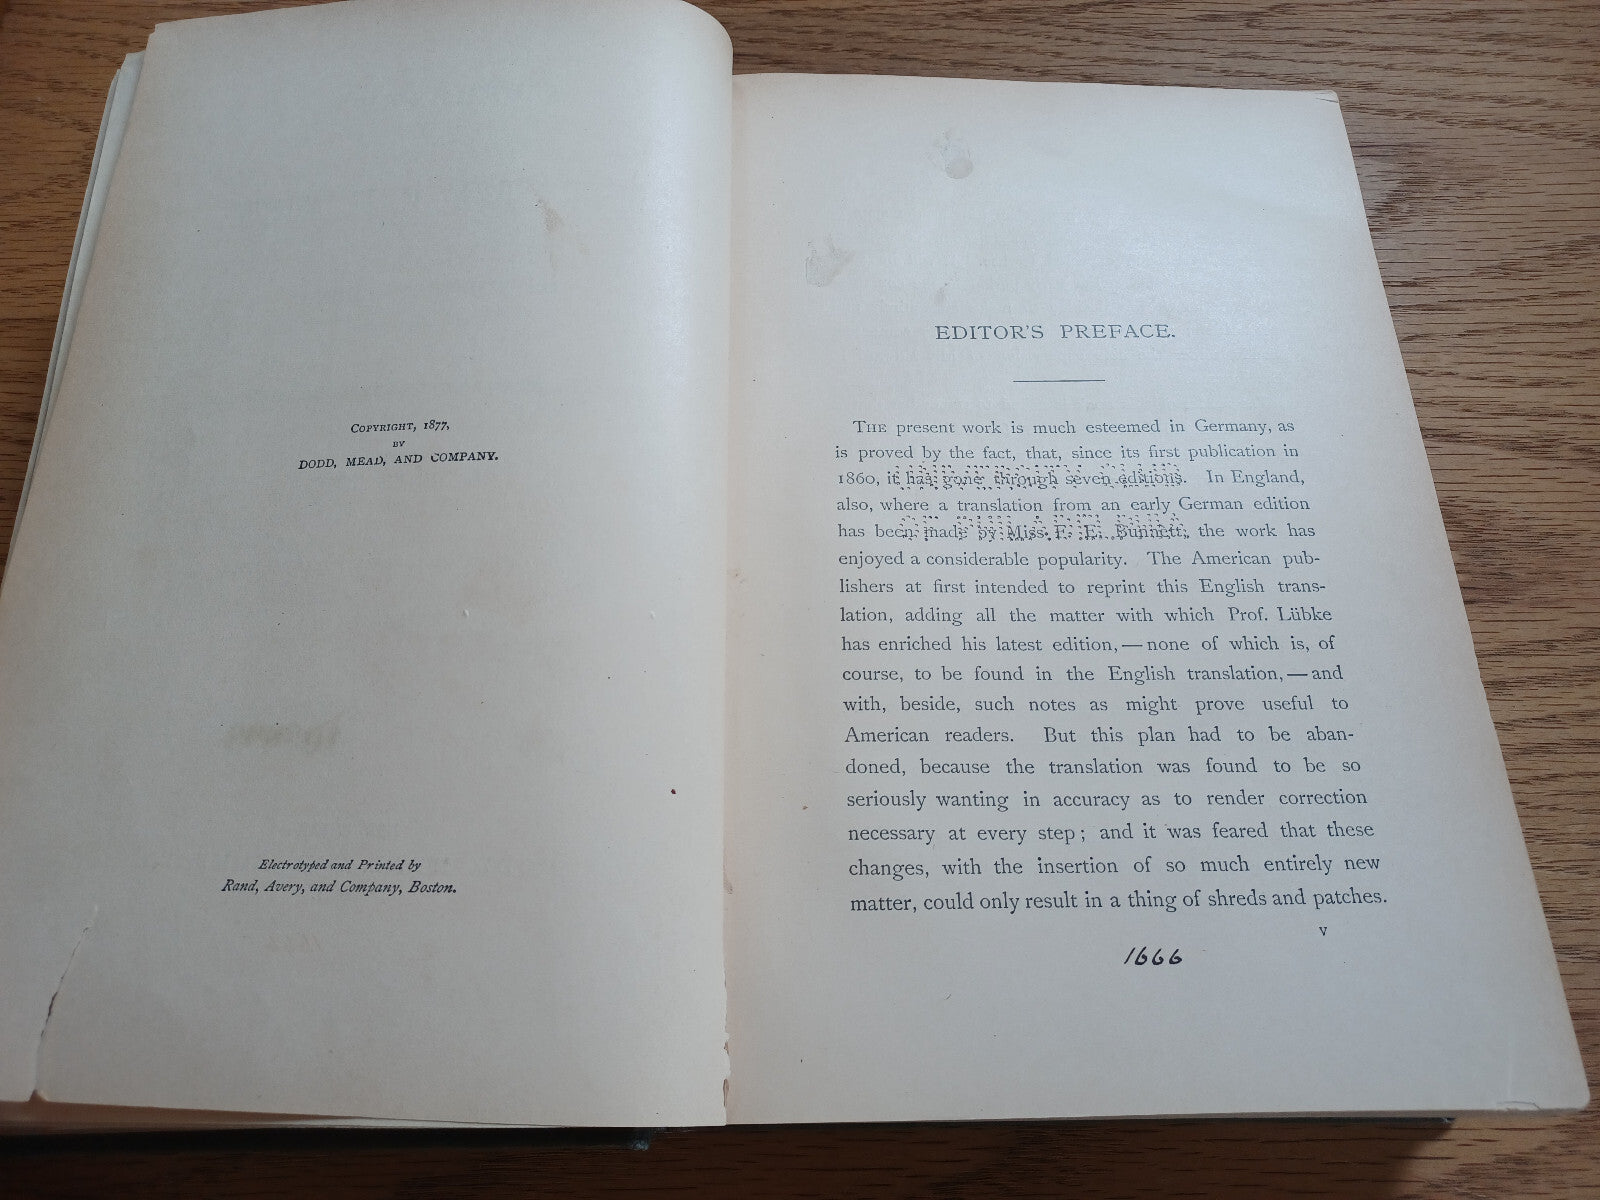 COPYRIGHT, 1877,
BY
DODD, MEAD, AND COMPANY.
Electrotyped and Printed by
Rand, Avery, and Company, Boston.
EDITOR'S PREFACE.
THE present work is much esteemed in Germany, as
is proved by the fact, that, since its first publication in
1860, it has gone through seven editions. In England,
also, where a translation from an early German edition
has been made by Miss F. E. Bunnett, the work has
enjoyed a considerable popularity. The American pub-
lishers at first intended to reprint this English trans-
lation, adding all the matter with which Prof. Lübke
has enriched his latest edition, — none of which is, of
course, to be found in the English translation, — and
with, beside, such notes as might prove useful to
American readers. But this plan had to be aban-
doned, because the translation was found to be so
seriously wanting in accuracy as to render correction
necessary at every step; and it was feared that these
changes, with the insertion of so much entirely new
matter, could only result in a thing of shreds and patches.
v
1666